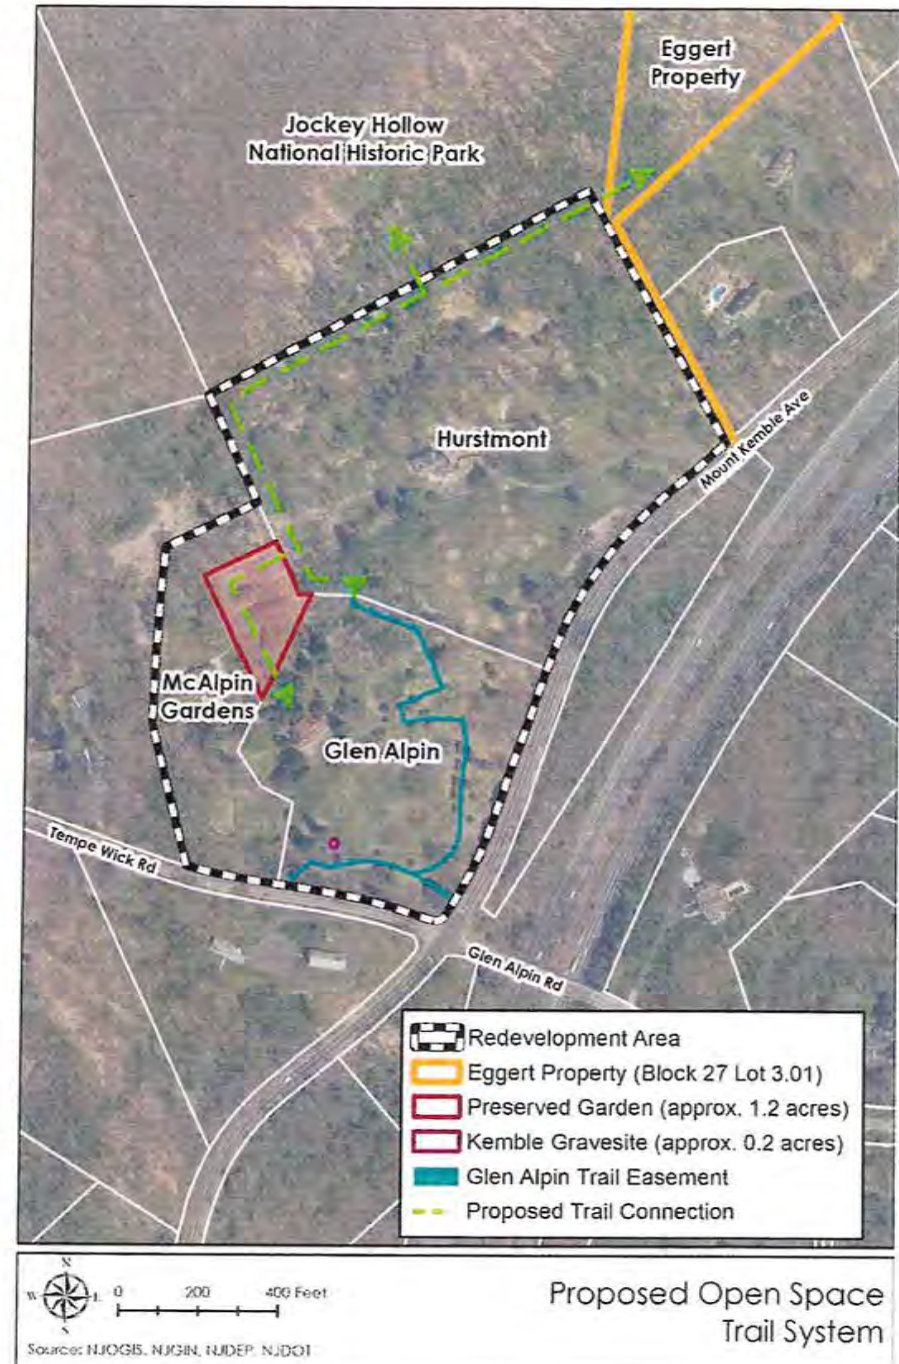 Eggert
Property
Jockey Hollow
National Historic Park
Hurstmont
Mount Kemble Ave
McAlpin
Gardens
Glen Alpin
Tempe Wick Rd
Glen Alpin Rd
Redevelopment Area
Eggert Property (Block 27 Lot 3.01)
Preserved Garden (approx. 1.2 acres)
Kemble Gravesite (approx. 0.2 acres)
Glen Alpin Trail Easement
Proposed Trail Connection
N
W
E
S
0 200 400 Feet
Source: NJOGIS, NJGIN, NJDEP, NJDOT
Proposed Open Space
Trail System